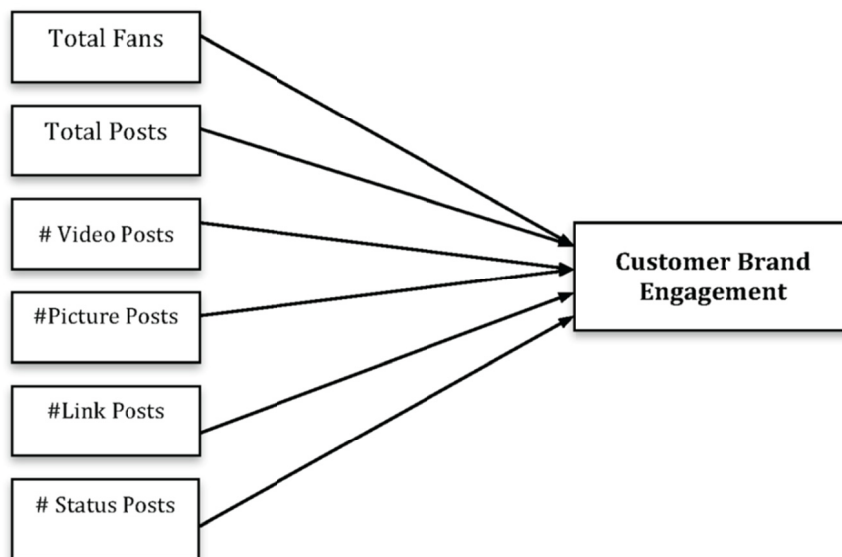 Total Fans
Total Posts
# Video Posts
#Picture Posts
#Link Posts
# Status Posts
Customer Brand
Engagement